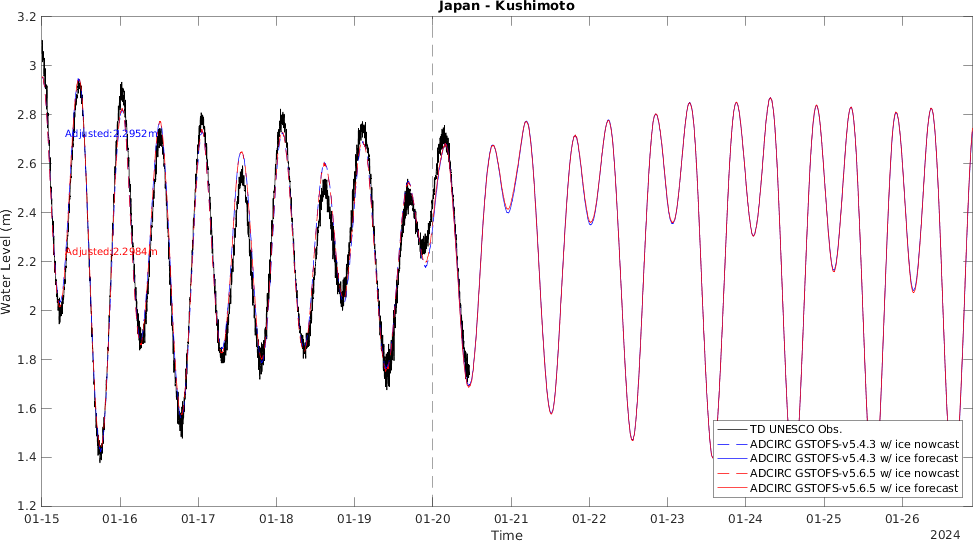 Japan - Kushimoto
3.2
3
2.8
2.6
2.4
2.2
2
1.8
1.6
1.4
1.2
Water Level (m)
Adjusted:2.2952m
Adjusted:2.2984m
TD UNESCO Obs.
ADCIRC GSTOFS-v5.4.3 w/ ice nowcast
ADCIRC GSTOFS-v5.4.3 w/ ice forecast
ADCIRC GSTOFS-v5.6.5 w/ ice nowcast
ADCIRC GSTOFS-v5.6.5 w/ ice forecast
01-15 01-16 01-17 01-18 01-19 01-20 01-21 01-22 01-23 01-24 01-25 01-26
Time
2024